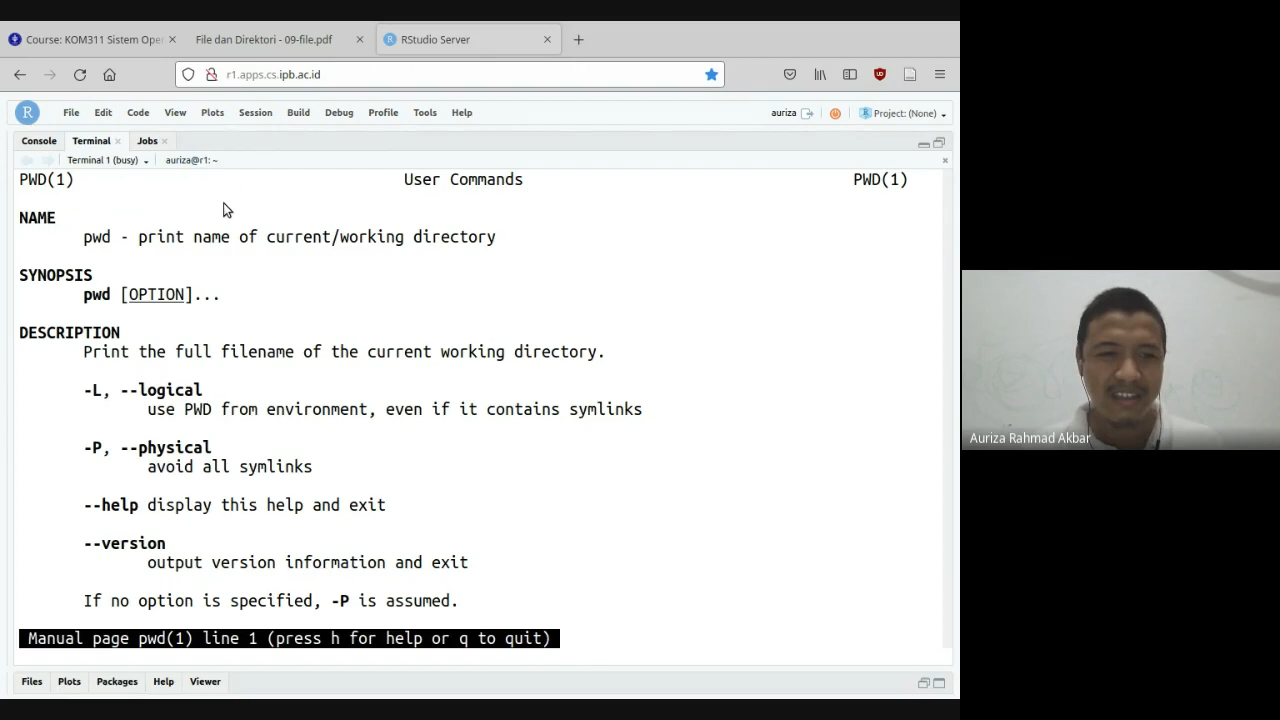 Course: KOM311 Sistem Oper
File dan Direktori - 09-file.pdf
RStudio Server
r1.apps.cs.ipb.ac.id
R
File Edit Code View Plots Session Build Debug Profile Tools Help
auriza
Project: (None)
Console Terminal Jobs
Terminal 1 (busy)
auriza@r1: ~
PWD(1) User Commands PWD(1)
NAME
pwd - print name of current/working directory
SYNOPSIS
pwd [OPTION]...
DESCRIPTION
Print the full filename of the current working directory.
-L, --logical
use PWD from environment, even if it contains symlinks
-P, --physical
avoid all symlinks
--help display this help and exit
--version
output version information and exit
If no option is specified, -P is assumed.
Manual page pwd(1) line 1 (press h for help or q to quit)
Files Plots Packages Help Viewer
Auriza Rahmad Akbar